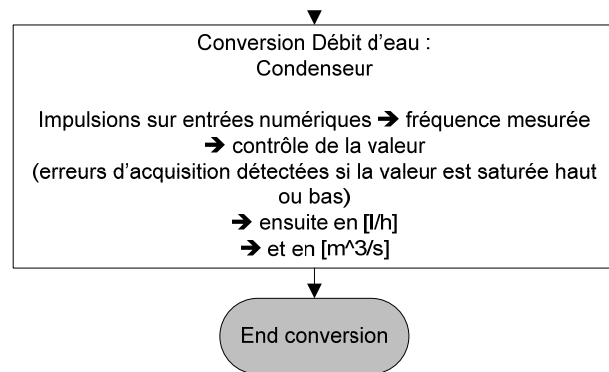 Conversion Débit d'eau :
Condenseur
Impulsions sur entrées numériques ➔ fréquence mesurée
➔ contrôle de la valeur
(erreurs d'acquisition détectées si la valeur est saturée haut
ou bas)
➔ ensuite en [l/h]
➔ et en [m^3/s]
End conversion